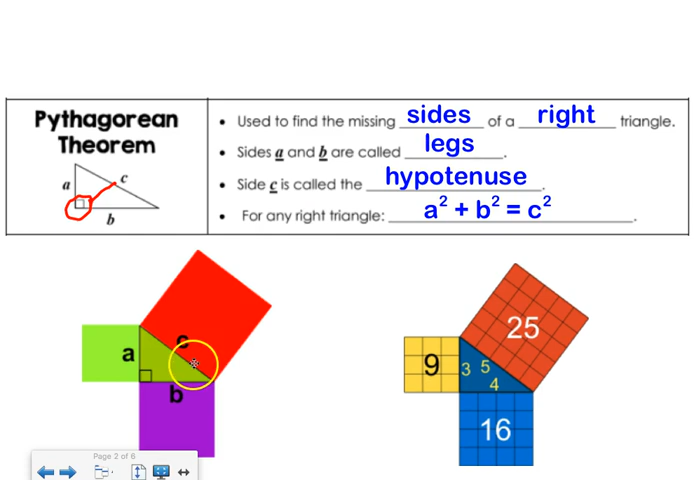 Pythagorean
Theorem
a
c
b
• Used to find the missing sides of a right triangle.
• Sides a and b are called legs.
• Side c is called the hypotenuse.
• For any right triangle: a² + b² = c².
a
c
b
9
3
5
4
25
16
Page 2 of 6